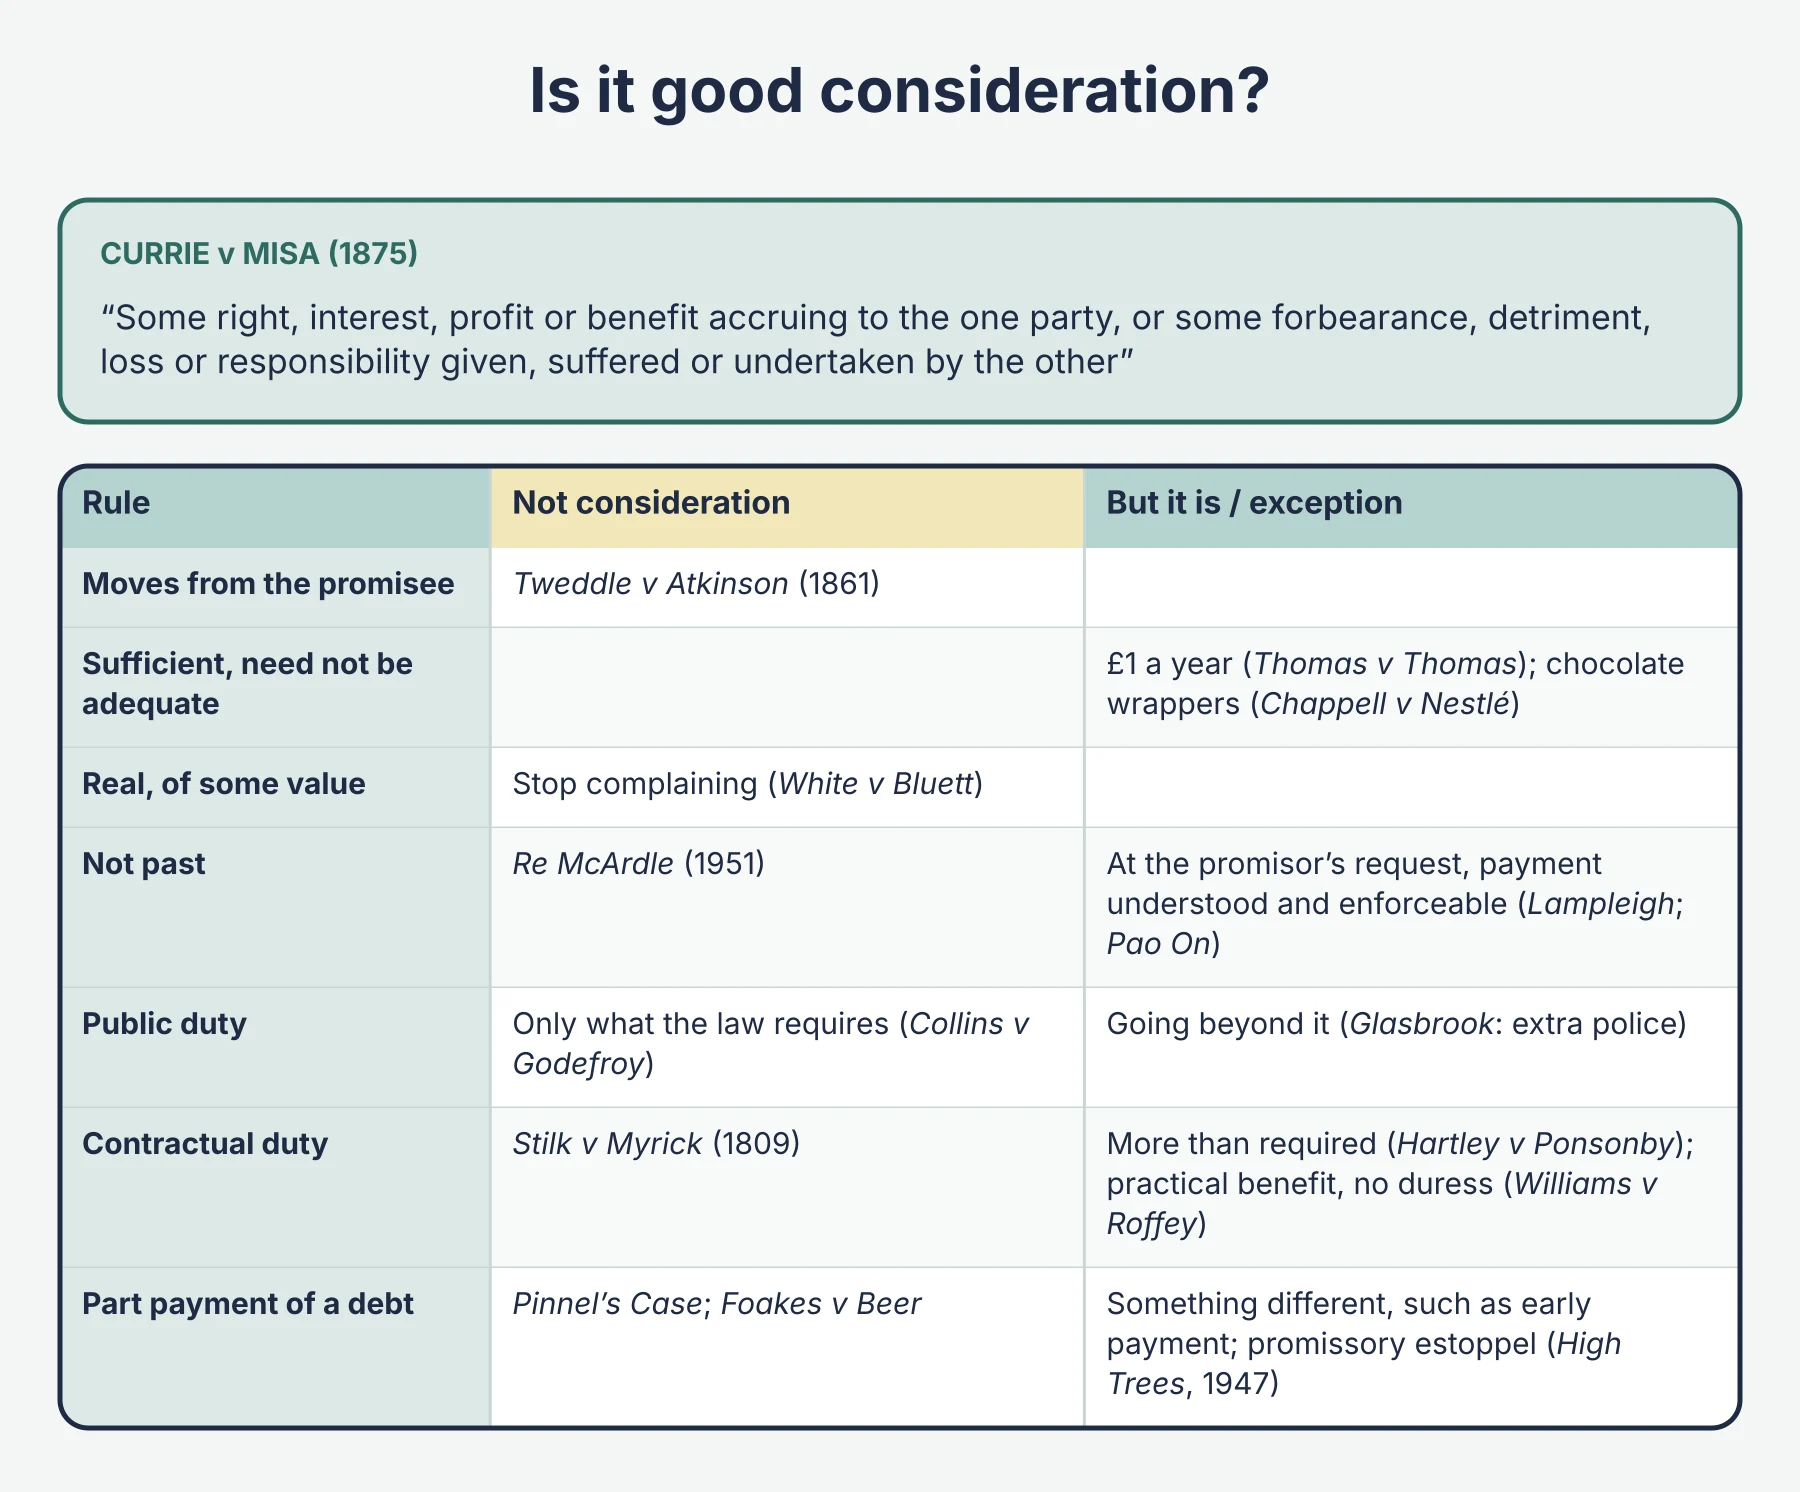 Is it good consideration?
CURRIE v MISA (1875)
“Some right, interest, profit or benefit accruing to the one party, or some forbearance, detriment,
loss or responsibility given, suffered or undertaken by the other”
Rule
Not consideration
But it is / exception
Moves from the promisee
Tweddle v Atkinson (1861)
Sufficient, need not be
adequate
£1 a year (Thomas v Thomas); chocolate
wrappers (Chappell v Nestlé)
Real, of some value
Stop complaining (White v Bluett)
Not past
Re McArdle (1951)
At the promisor’s request, payment
understood and enforceable (Lampleigh;
Pao On)
Public duty
Only what the law requires (Collins v
Godefroy)
Going beyond it (Glasbrook: extra police)
Contractual duty
Stilk v Myrick (1809)
More than required (Hartley v Ponsonby);
practical benefit, no duress (Williams v
Roffey)
Part payment of a debt
Pinnel’s Case; Foakes v Beer
Something different, such as early
payment; promissory estoppel (High
Trees, 1947)